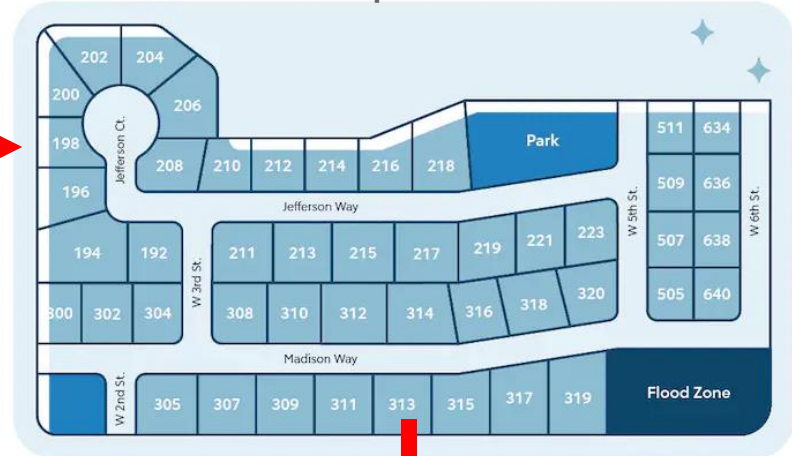 202 204
200
206
198
Jefferson Ct.
208 210 212 214 216 218
Park
511 634
196
Jefferson Way
509 636
W 5th St.
W 6th St.
194 192
211 213 215 217 219 221 223
507 638
W 3rd St.
300 302 304
308 310 312 314 316 318 320
505 640
Madison Way
W 2nd St.
305 307 309 311 313 315 317 319
Flood Zone